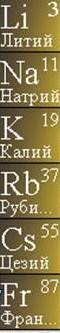 Li 3
Литий
Na 11
Натрий
K 19
Калий
Rb 37
Руби...
Cs 55
Цезий
Fr 87
Фран...